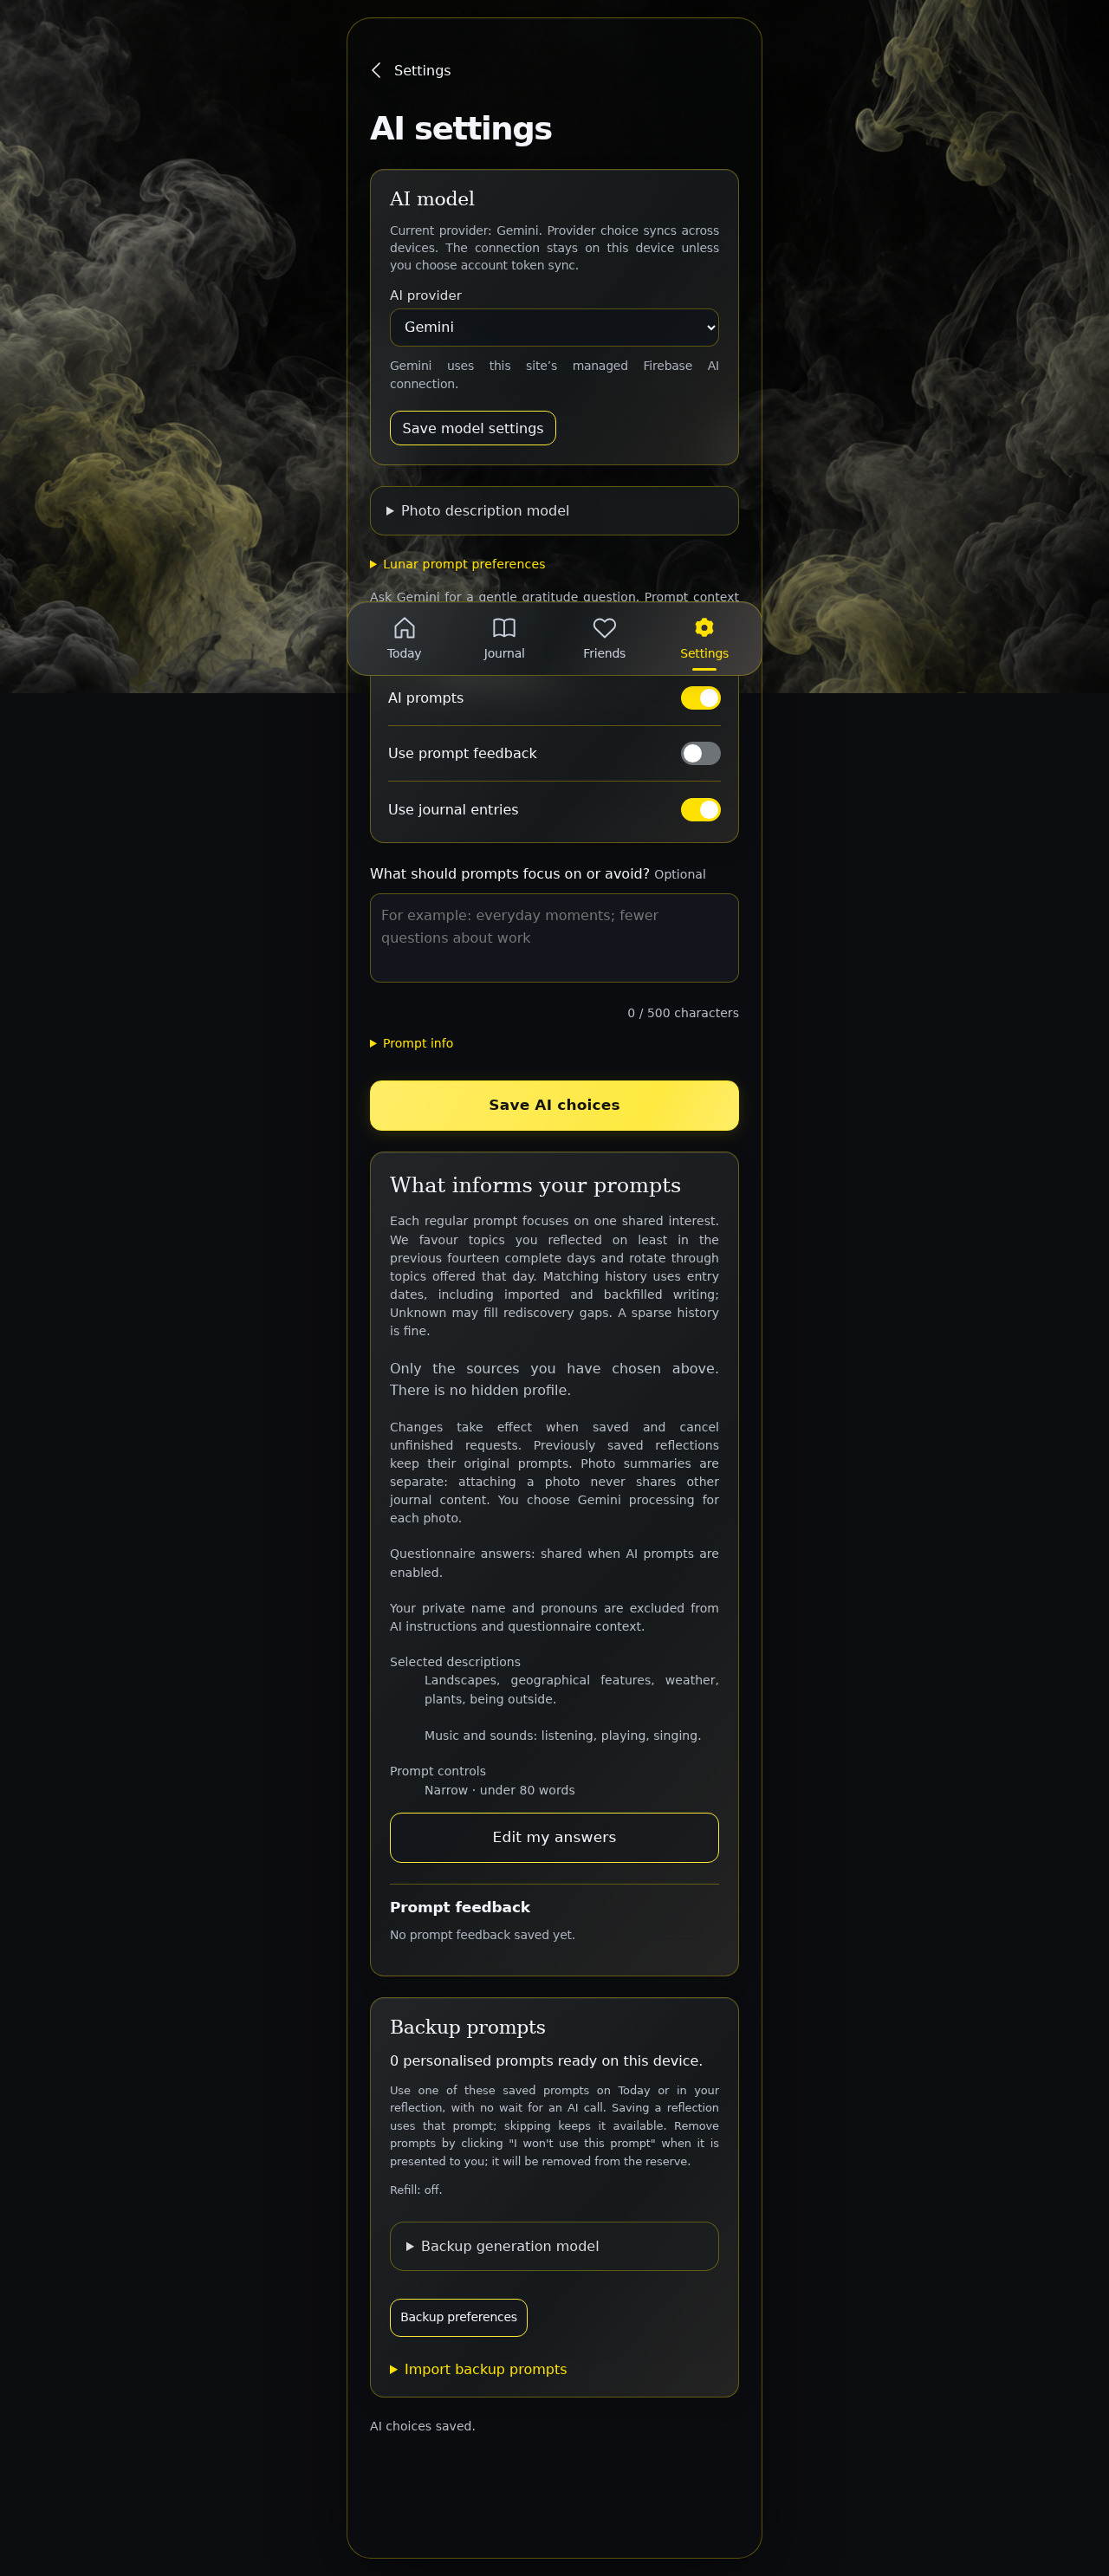 Settings
AI settings
AI model
Current provider: Gemini. Provider choice syncs across
devices. The connection stays on this device unless
you choose account token sync.
AI provider
Gemini
Gemini uses this site’s managed Firebase AI
connection.
Save model settings
Photo description model
Lunar prompt preferences
Ask Gemini for a gentle gratitude question. Prompt context
Today
Journal
Friends
Settings
AI prompts
Use prompt feedback
Use journal entries
What should prompts focus on or avoid? Optional
For example: everyday moments; fewer
questions about work
0 / 500 characters
Prompt info
Save AI choices
What informs your prompts
Each regular prompt focuses on one shared interest.
We favour topics you reflected on least in the
previous fourteen complete days and rotate through
topics offered that day. Matching history uses entry
dates, including imported and backfilled writing;
Unknown may fill rediscovery gaps. A sparse history
is fine.
Only the sources you have chosen above.
There is no hidden profile.
Changes take effect when saved and cancel
unfinished requests. Previously saved reflections
keep their original prompts. Photo summaries are
separate: attaching a photo never shares other
journal content. You choose Gemini processing for
each photo.
Questionnaire answers: shared when AI prompts are
enabled.
Your private name and pronouns are excluded from
AI instructions and questionnaire context.
Selected descriptions
Landscapes, geographical features, weather,
plants, being outside.
Music and sounds: listening, playing, singing.
Prompt controls
Narrow · under 80 words
Edit my answers
Prompt feedback
No prompt feedback saved yet.
Backup prompts
0 personalised prompts ready on this device.
Use one of these saved prompts on Today or in your
reflection, with no wait for an AI call. Saving a reflection
uses that prompt; skipping keeps it available. Remove
prompts by clicking "I won't use this prompt" when it is
presented to you; it will be removed from the reserve.
Refill: off.
Backup generation model
Backup preferences
Import backup prompts
AI choices saved.